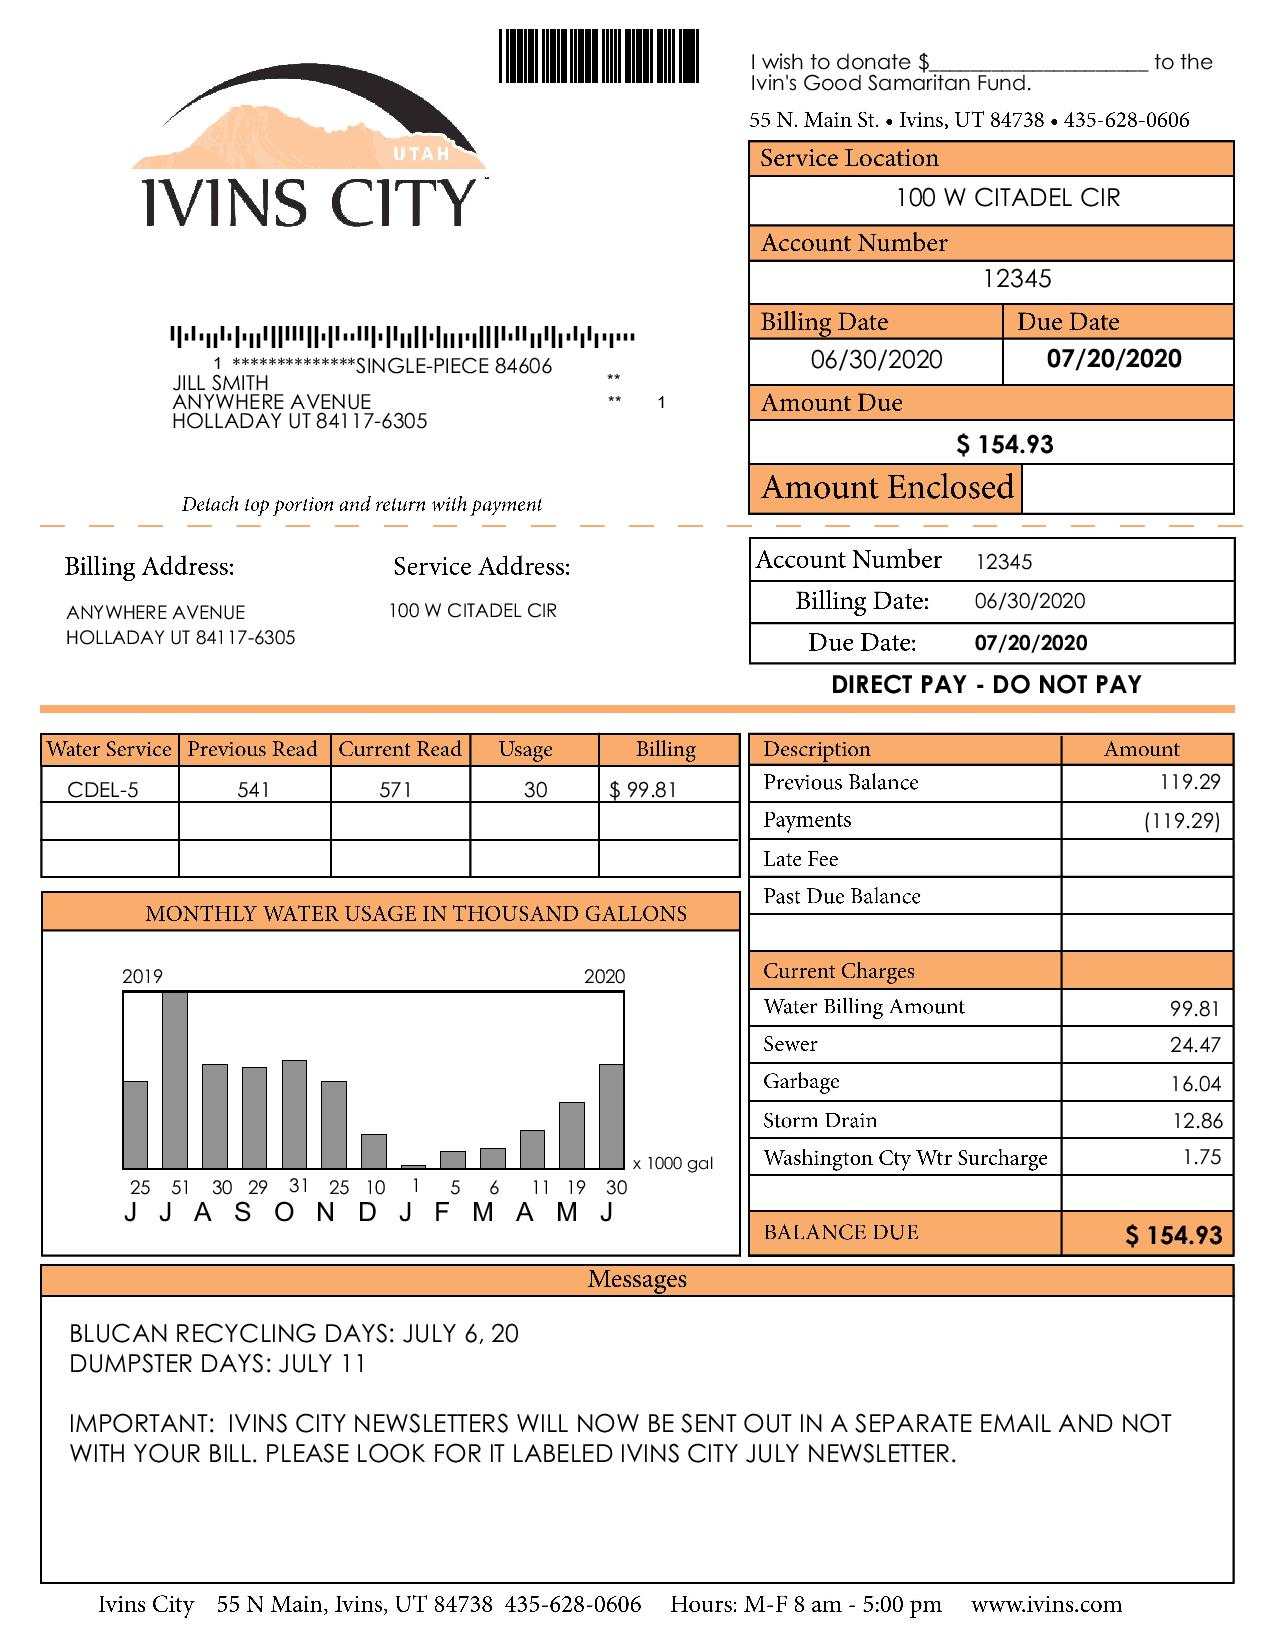 I wish to donate $____________________ to the
Ivin's Good Samaritan Fund.
55 N. Main St. • Ivins, UT 84738 • 435-628-0606
UTAH
IVINS CITY
Service Location
100 W CITADEL CIR
Account Number
12345
Billing Date Due Date
06/30/2020 07/20/2020
Amount Due
$ 154.93
Amount Enclosed
1 **************SINGLE-PIECE 84606
JILL SMITH **
ANYWHERE AVENUE ** 1
HOLLADAY UT 84117-6305
Detach top portion and return with payment
Billing Address: Service Address:
ANYWHERE AVENUE 100 W CITADEL CIR
HOLLADAY UT 84117-6305
Account Number 12345
Billing Date: 06/30/2020
Due Date: 07/20/2020
DIRECT PAY - DO NOT PAY
Water Service Previous Read Current Read Usage Billing
CDEL-5 541 571 30 $ 99.81
MONTHLY WATER USAGE IN THOUSAND GALLONS
2019 2020
x 1000 gal
25 51 30 29 31 25 10 1 5 6 11 19 30
J J A S O N D J F M A M J
Description Amount
Previous Balance 119.29
Payments (119.29)
Late Fee
Past Due Balance
Current Charges
Water Billing Amount 99.81
Sewer 24.47
Garbage 16.04
Storm Drain 12.86
Washington Cty Wtr Surcharge 1.75
BALANCE DUE $ 154.93
Messages
BLUCAN RECYCLING DAYS: JULY 6, 20
DUMPSTER DAYS: JULY 11
IMPORTANT:  IVINS CITY NEWSLETTERS WILL NOW BE SENT OUT IN A SEPARATE EMAIL AND NOT
WITH YOUR BILL. PLEASE LOOK FOR IT LABELED IVINS CITY JULY NEWSLETTER.
Ivins City 55 N Main, Ivins, UT 84738 435-628-0606 Hours: M-F 8 am - 5:00 pm www.ivins.com